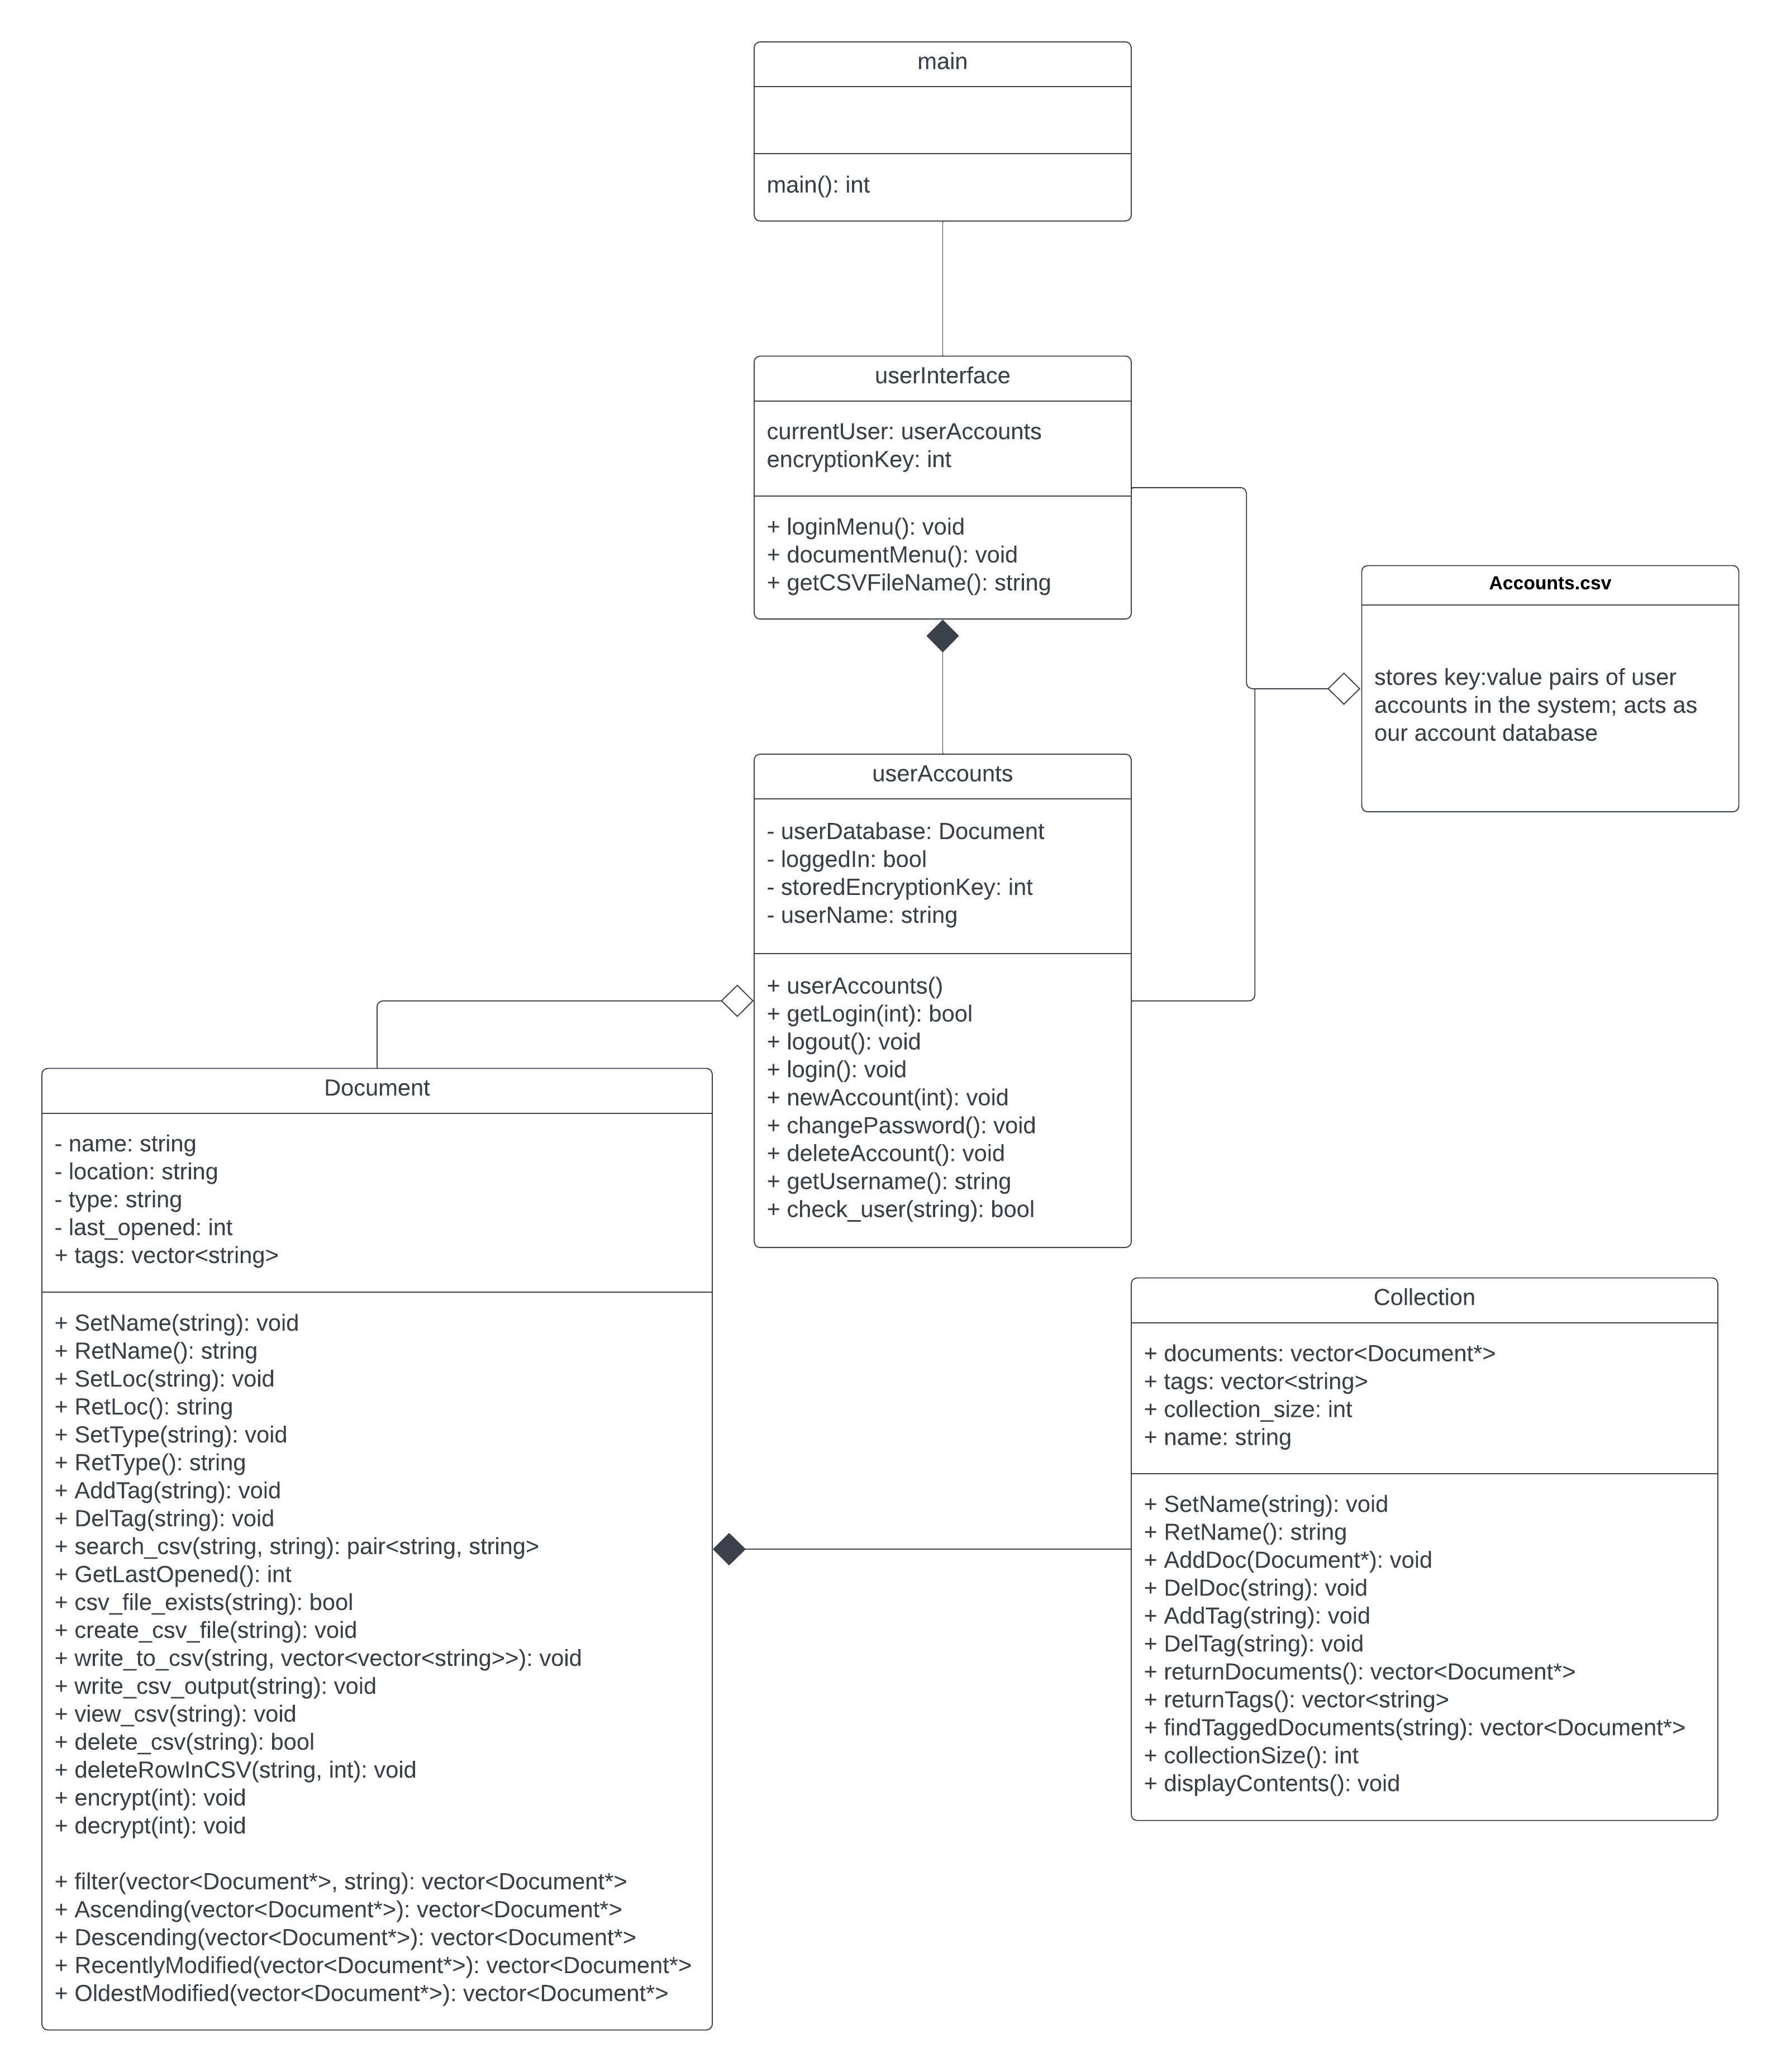 main
main(): int
userInterface
currentUser: userAccounts
encryptionKey: int
+ loginMenu(): void
+ documentMenu(): void
+ getCSVFileName(): string
Accounts.csv
stores key:value pairs of user
accounts in the system; acts as
our account database
userAccounts
- userDatabase: Document
- loggedIn: bool
- storedEncryptionKey: int
- userName: string
+ userAccounts()
+ getLogin(int): bool
+ logout(): void
+ login(): void
+ newAccount(int): void
+ changePassword(): void
+ deleteAccount(): void
+ getUsername(): string
+ check_user(string): bool
Document
- name: string
- location: string
- type: string
- last_opened: int
+ tags: vector<string>
+ SetName(string): void
+ RetName(): string
+ SetLoc(string): void
+ RetLoc(): string
+ SetType(string): void
+ RetType(): string
+ AddTag(string): void
+ DelTag(string): void
+ search_csv(string, string): pair<string, string>
+ GetLastOpened(): int
+ csv_file_exists(string): bool
+ create_csv_file(string): void
+ write_to_csv(string, vector<vector<string>>): void
+ write_csv_output(string): void
+ view_csv(string): void
+ delete_csv(string): bool
+ deleteRowInCSV(string, int): void
+ encrypt(int): void
+ decrypt(int): void
+ filter(vector<Document*>, string): vector<Document*>
+ Ascending(vector<Document*>): vector<Document*>
+ Descending(vector<Document*>): vector<Document*>
+ RecentlyModified(vector<Document*>): vector<Document*>
+ OldestModified(vector<Document*>): vector<Document*>
Collection
+ documents: vector<Document*>
+ tags: vector<string>
+ collection_size: int
+ name: string
+ SetName(string): void
+ RetName(): string
+ AddDoc(Document*): void
+ DelDoc(string): void
+ AddTag(string): void
+ DelTag(string): void
+ returnDocuments(): vector<Document*>
+ returnTags(): vector<string>
+ findTaggedDocuments(string): vector<Document*>
+ collectionSize(): int
+ displayContents(): void